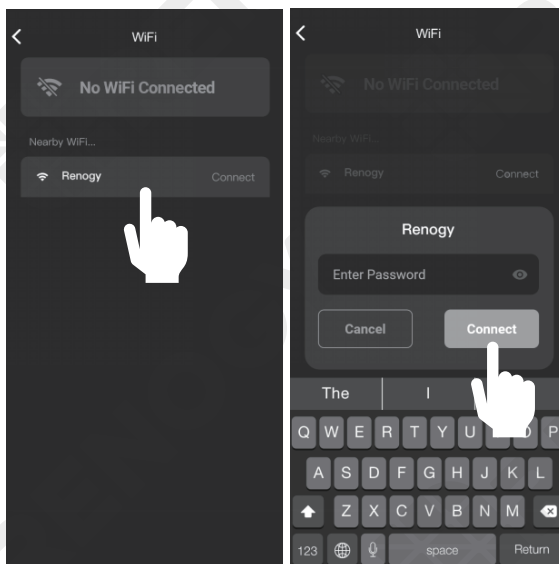 WiFi
No WiFi Connected
Nearby WiFi...
Renogy Connect
WiFi
No WiFi Connected
Nearby WiFi...
Renogy Connect
Renogy
Enter Password
Cancel Connect
The I
Q W E R T Y U P
A S D F G H J K L
Z X C V B N M
123 space Return